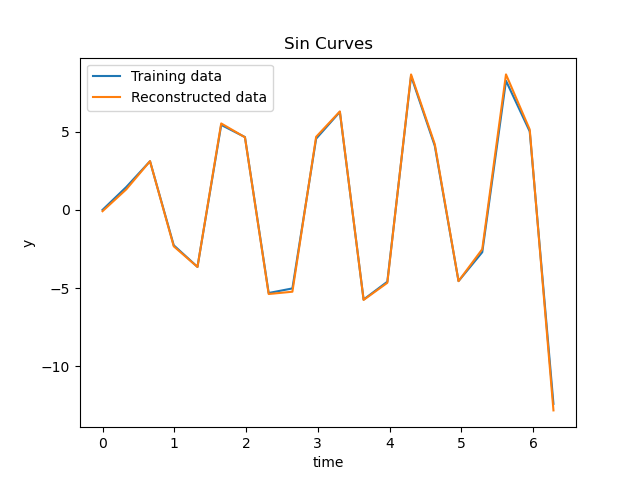 Sin Curves
Training data
Reconstructed data
5
0
−5
−10
y
0 1 2 3 4 5 6
time